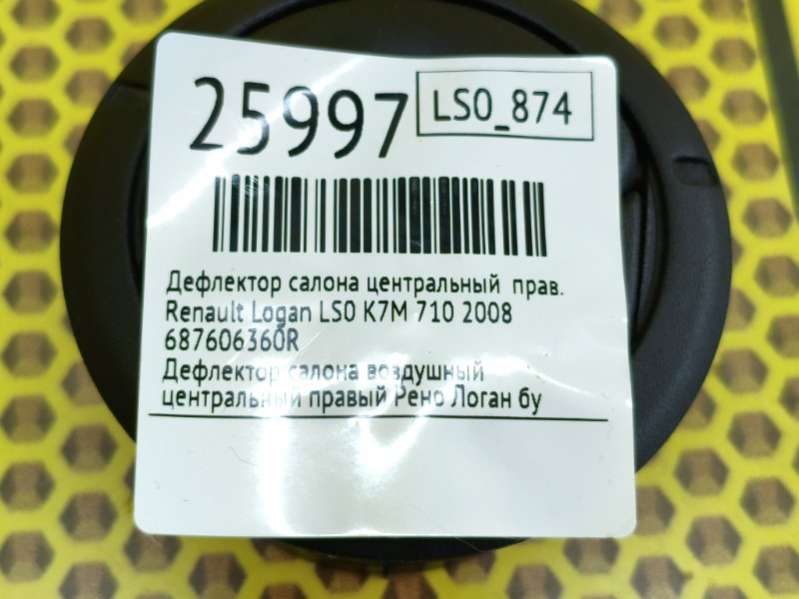 25997
LS0_874
Дефлектор салона центральный прав.
Renault Logan LS0 K7M 710 2008
687606360R
Дефлектор салона воздушный
центральный правый Рено Логан бу